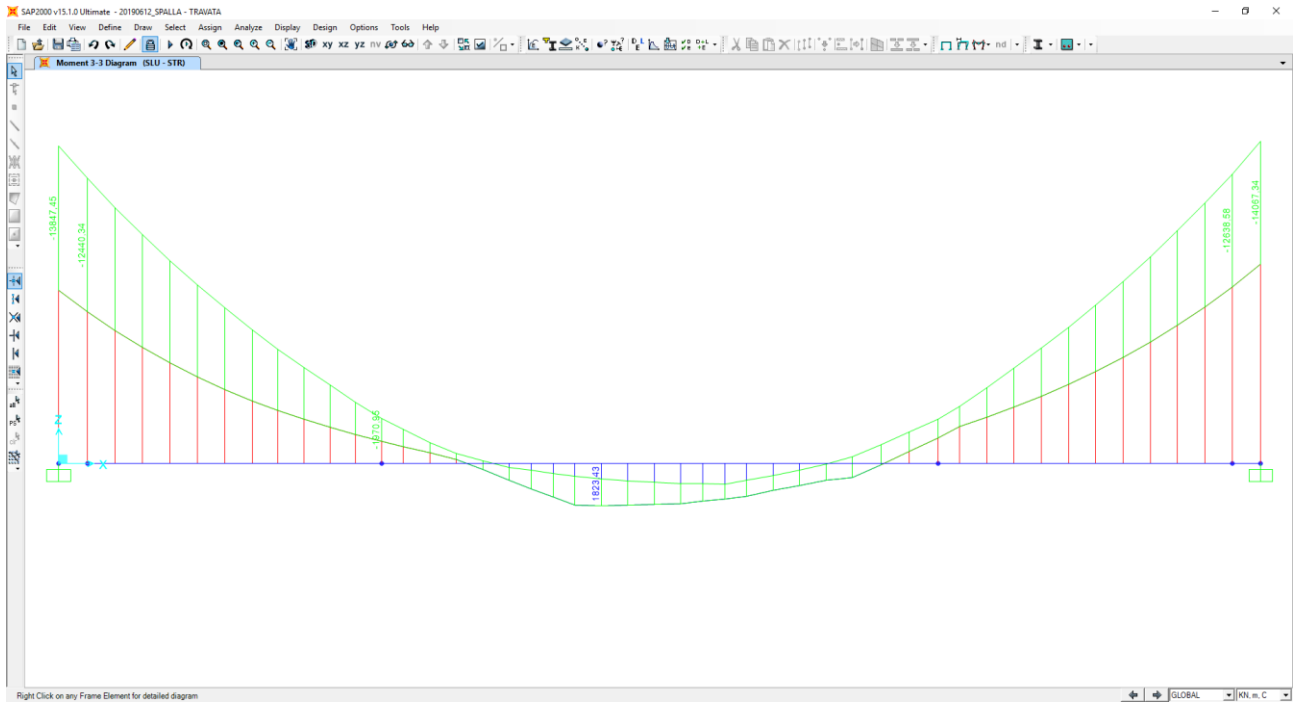 SAP2000 v15.1.0 Ultimate - 20190612_SPALLA - TRAVATA
File Edit View Define Draw Select Assign Analyze Display Design Options Tools Help
xy xz yz nv nd
Moment 3-3 Diagram (SLU - STR)
-13847,45
-12440,34
-1970,95
1823,43
-12638,58
-14067,34
Z
X
Right Click on any Frame Element for detailed diagram
GLOBAL
KN, m, C